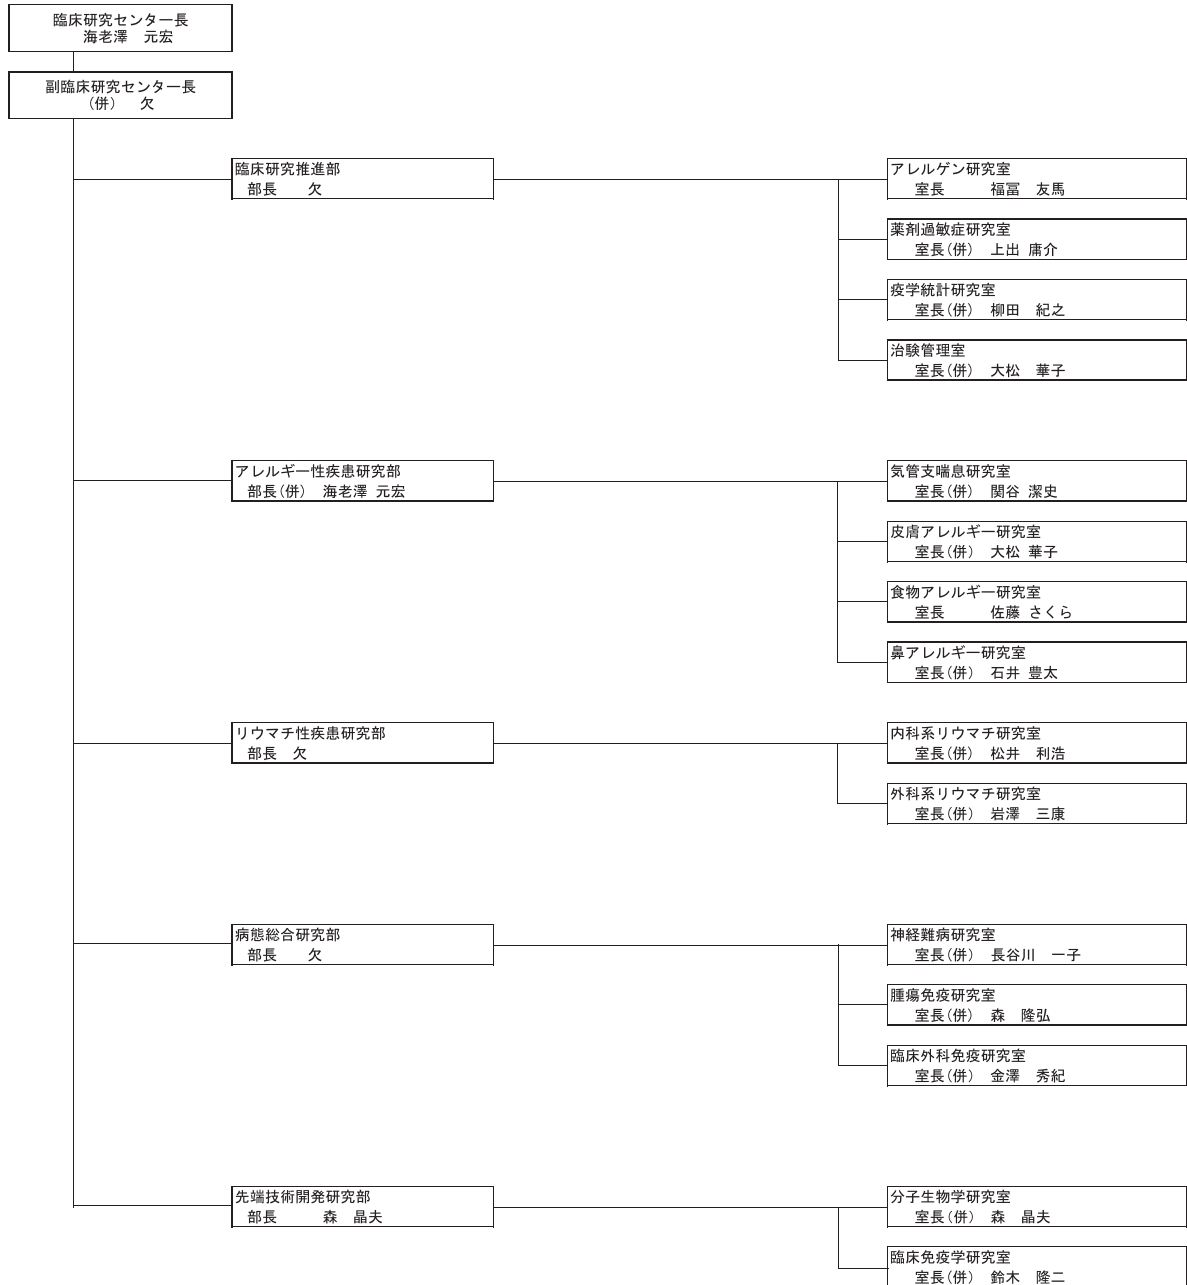 臨床研究センター長
海老澤　元宏
副臨床研究センター長
(併)　欠
臨床研究推進部
部長　　欠
アレルゲン研究室
室長　　　福冨　友馬
薬剤過敏症研究室
室長(併)　上出 庸介
疫学統計研究室
室長(併)　柳田　紀之
治験管理室
室長(併)　大松　華子
アレルギー性疾患研究部
部長(併)　海老澤 元宏
気管支喘息研究室
室長(併)　関谷 潔史
皮膚アレルギー研究室
室長(併)　大松 華子
食物アレルギー研究室
室長　　　佐藤 さくら
鼻アレルギー研究室
室長(併)　石井 豊太
リウマチ性疾患研究部
部長　欠
内科系リウマチ研究室
室長(併)　松井　利浩
外科系リウマチ研究室
室長(併)　岩澤　三康
病態総合研究部
部長　　欠
神経難病研究室
室長(併)　長谷川　一子
腫瘍免疫研究室
室長(併)　森　隆弘
臨床外科免疫研究室
室長(併)　金澤　秀紀
先端技術開発研究部
部長　　　森　晶夫
分子生物学研究室
室長(併)　森　晶夫
臨床免疫学研究室
室長(併)　鈴木　隆二